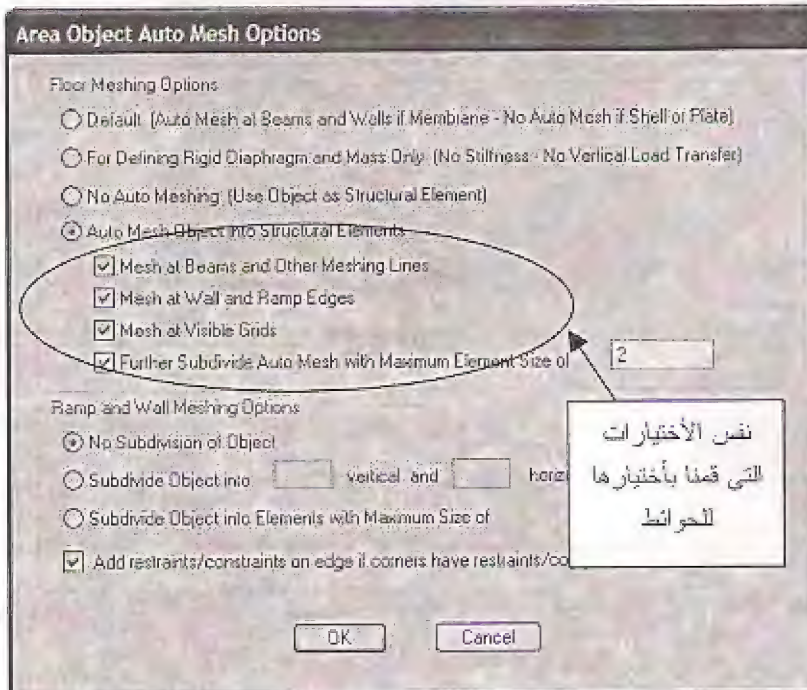 Area Object Auto Mesh Options
Floor Meshing Options
Default (Auto Mesh at Beams and Walls if Membrane - No Auto Mesh if Shell or Plate)
For Defining Rigid Diaphragm and Mass Only (No Stiffness - No Vertical Load Transfer)
No Auto Meshing (Use Object as Structural Element)
Auto Mesh Object into Structural Elements
Mesh at Beams and Other Meshing Lines
Mesh at Wall and Ramp Edges
Mesh at Visible Grids
Further Subdivide Auto Mesh with Maximum Element Size of 2
Ramp and Wall Meshing Options
No Subdivision of Object
Subdivide Object into vertical and
Subdivide Object into Elements with Maximum Size of
Add restraints/constraints on edge if corners have
نفس الأختيارات
التي قمنا بأختيارها
للحوائط
OK Cancel